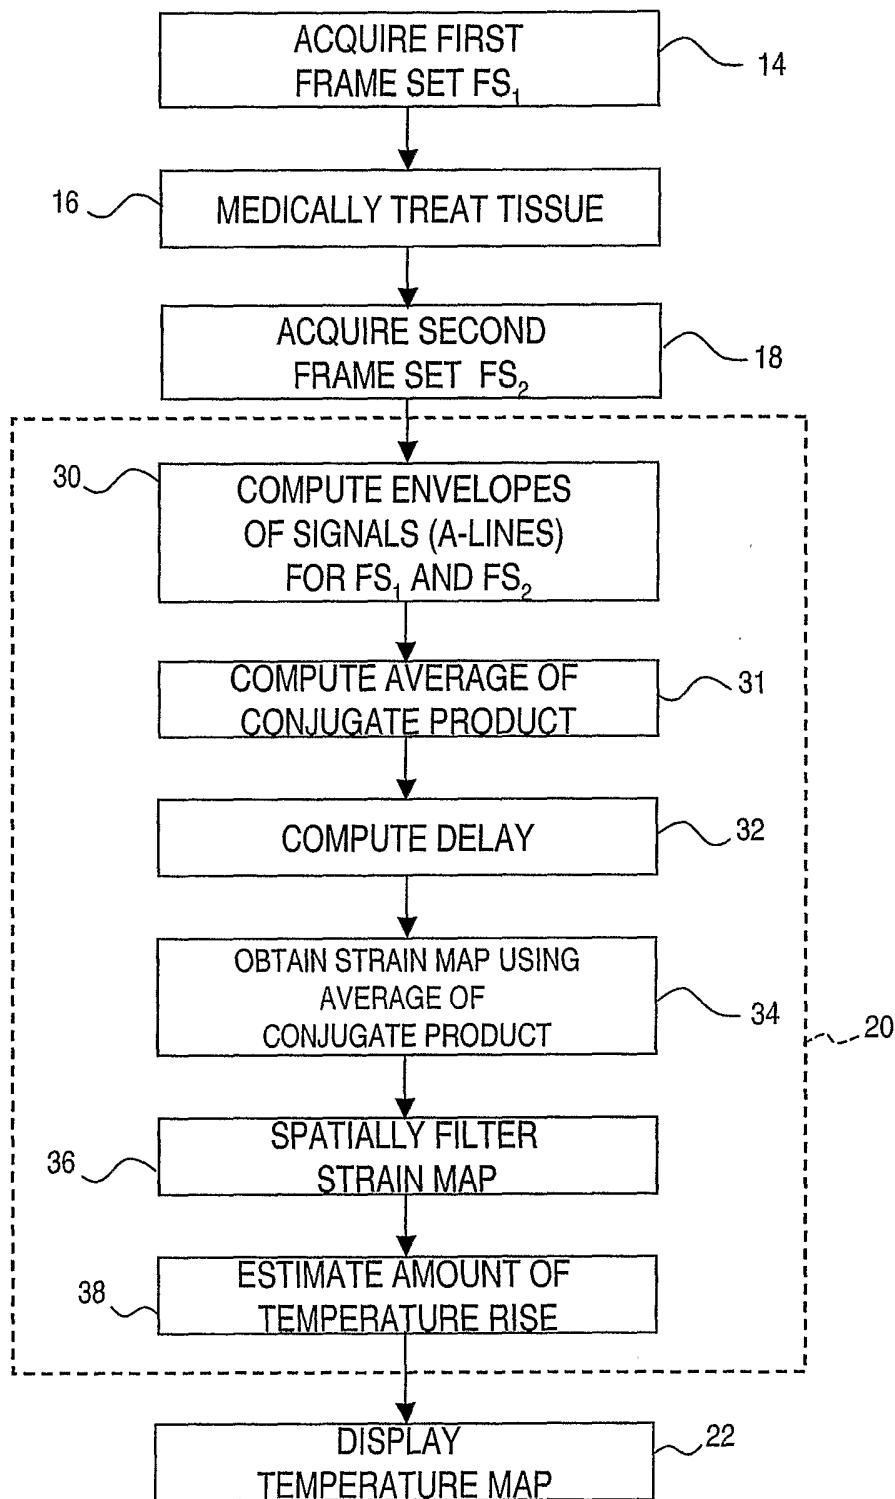 ACQUIRE FIRST
FRAME SET FS₁
14
16
MEDICALLY TREAT TISSUE
ACQUIRE SECOND
FRAME SET FS₂
18
30
COMPUTE ENVELOPES
OF SIGNALS (A-LINES)
FOR FS₁ AND FS₂
COMPUTE AVERAGE OF
CONJUGATE PRODUCT
31
COMPUTE DELAY
32
OBTAIN STRAIN MAP USING
AVERAGE OF
CONJUGATE PRODUCT
34
20
36
SPATIALLY FILTER
STRAIN MAP
38
ESTIMATE AMOUNT OF
TEMPERATURE RISE
DISPLAY
TEMPERATURE MAP
22